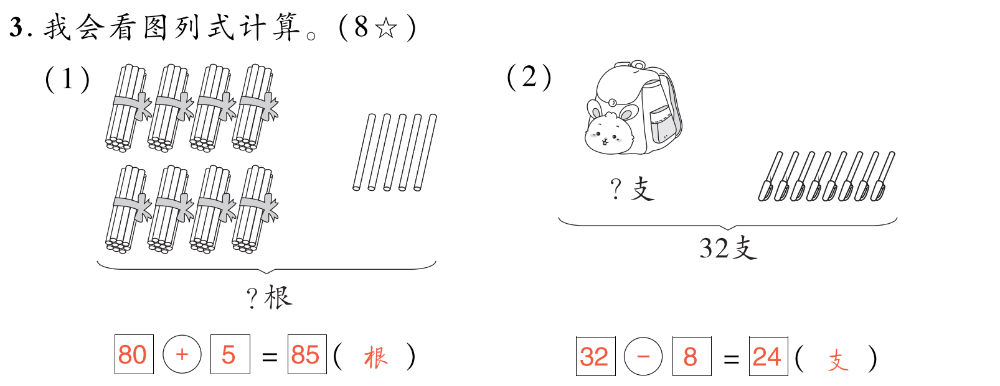 3.我会看图列式计算。(8☆)
(1)
(2)
?支
32支
?根
80 + 5 = 85(根)
32 - 8 = 24(支)